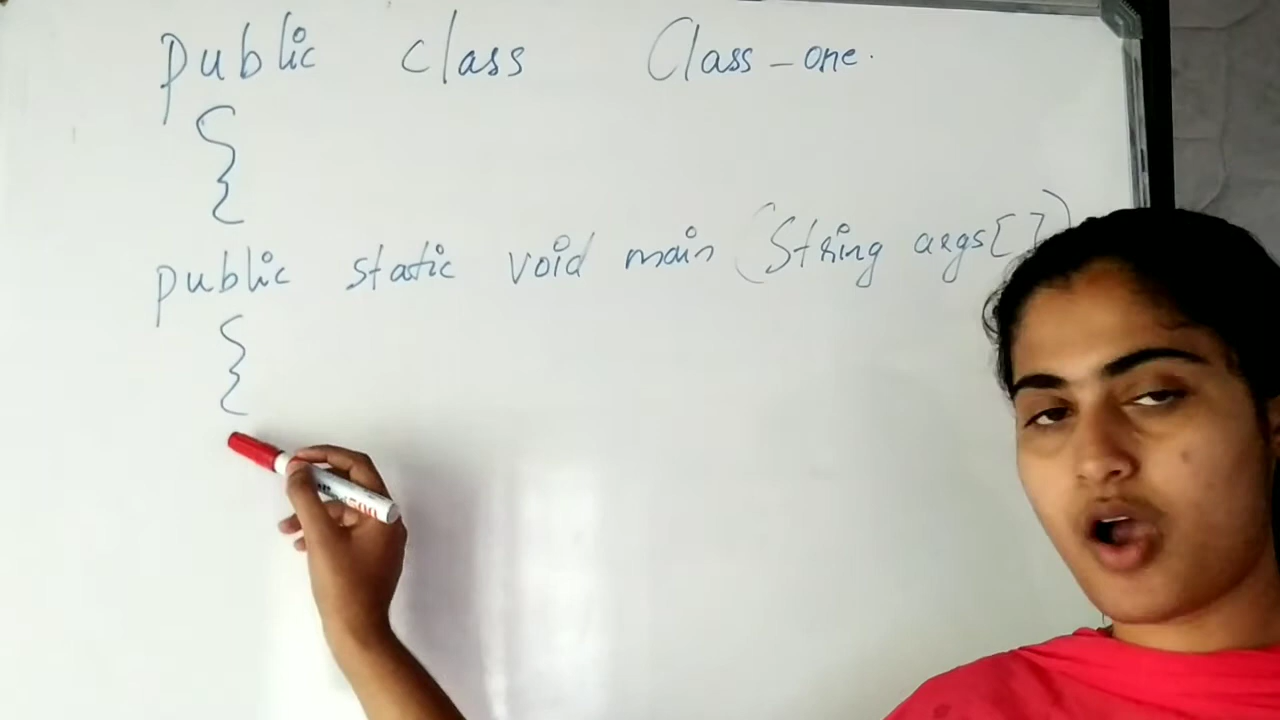 public class Class-one.
{
public static void main (String args[])
{